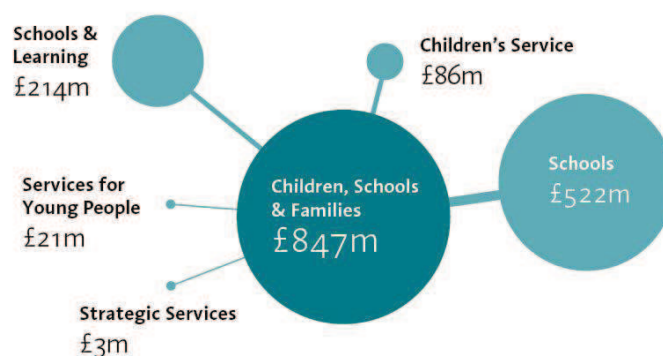 Schools &
Learning
£214m
Children’s Service
£86m
Schools
£522m
Services for
Young People
£21m
Children, Schools
& Families
£847m
Strategic Services
£3m